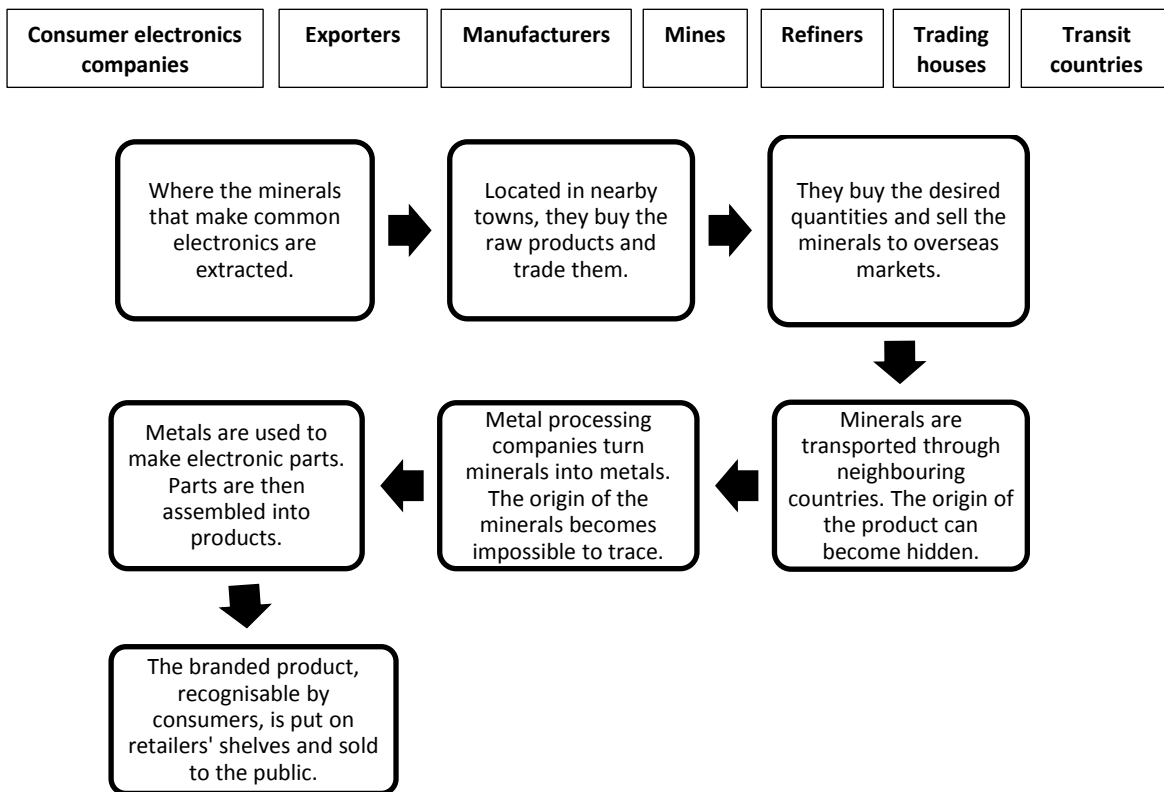 Consumer electronics
companies
Exporters
Manufacturers
Mines
Refiners
Trading
houses
Transit
countries
Where the minerals
that make common
electronics are
extracted.
Located in nearby
towns, they buy the
raw products and
trade them.
They buy the desired
quantities and sell the
minerals to overseas
markets.
Minerals are
transported through
neighbouring
countries. The origin of
the product can
become hidden.
Metal processing
companies turn
minerals into metals.
The origin of the
minerals becomes
impossible to trace.
Metals are used to
make electronic parts.
Parts are then
assembled into
products.
The branded product,
recognisable by
consumers, is put on
retailers' shelves and sold
to the public.